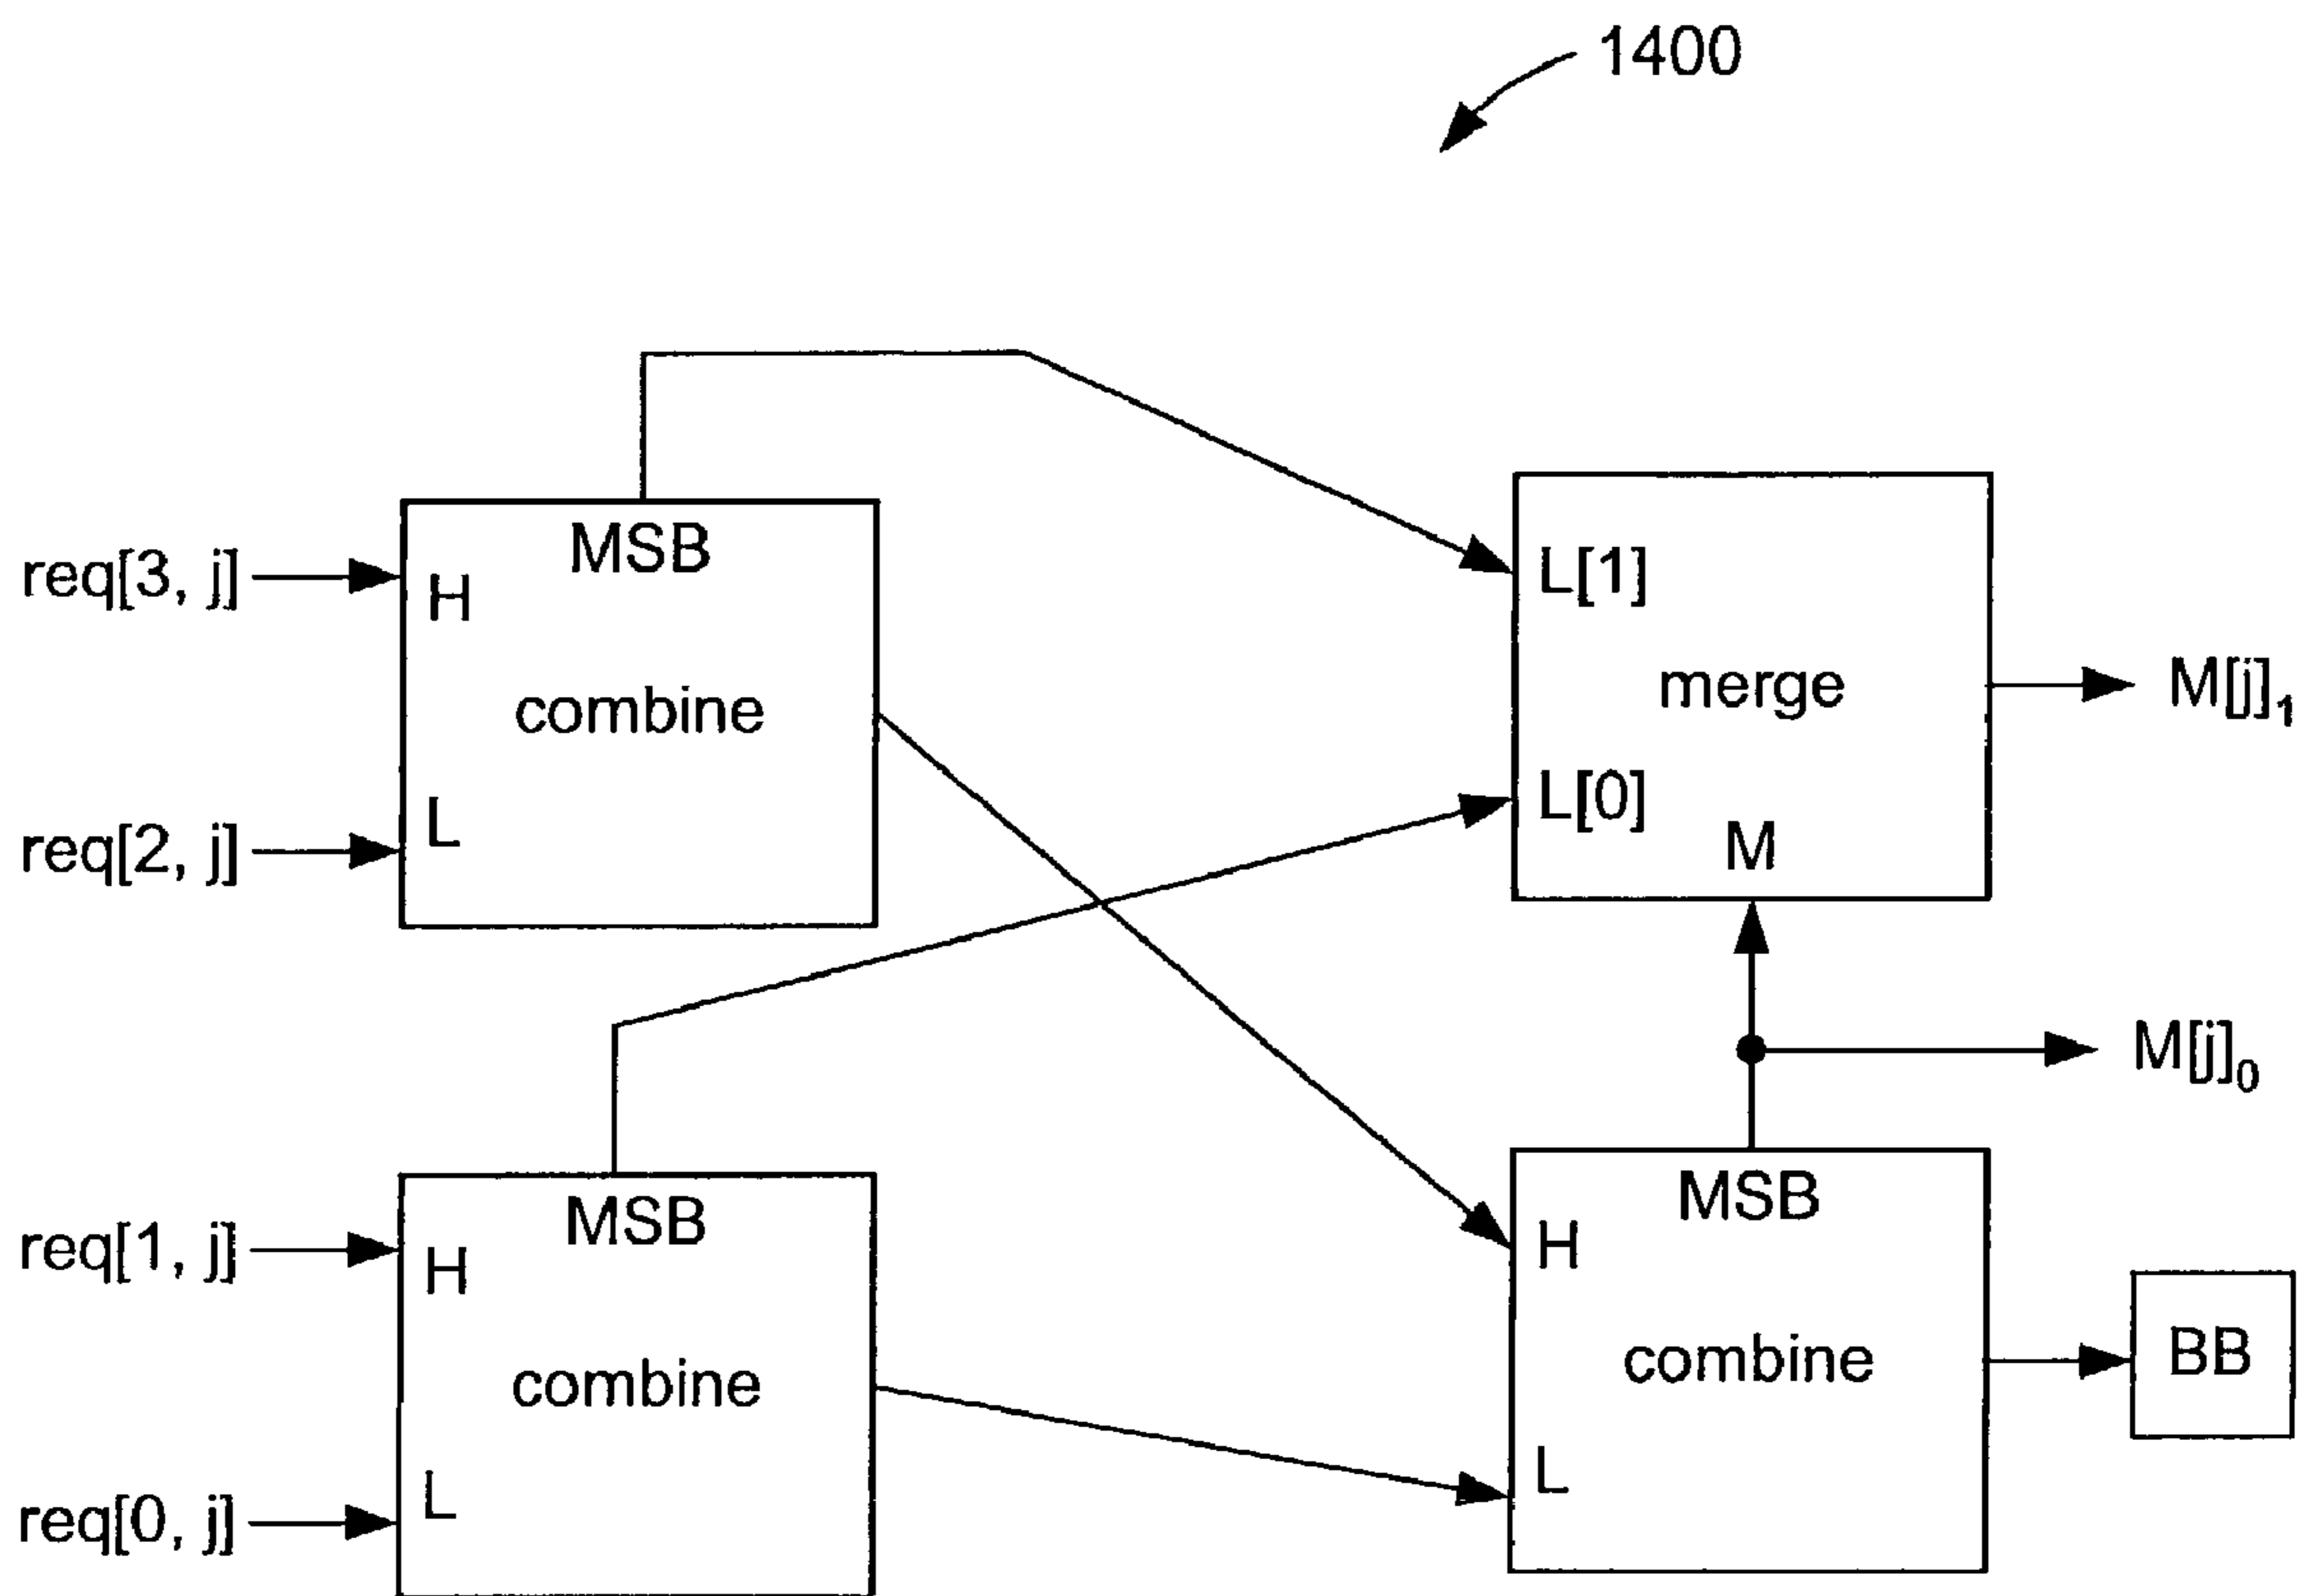 1400
req[3, j]
req[2, j]
MSB
H
combine
L
L[1]
merge
L[0]
M
M[j]1
M[j]0
req[1, j]
req[0, j]
MSB
H
combine
L
MSB
H
combine
L
BB